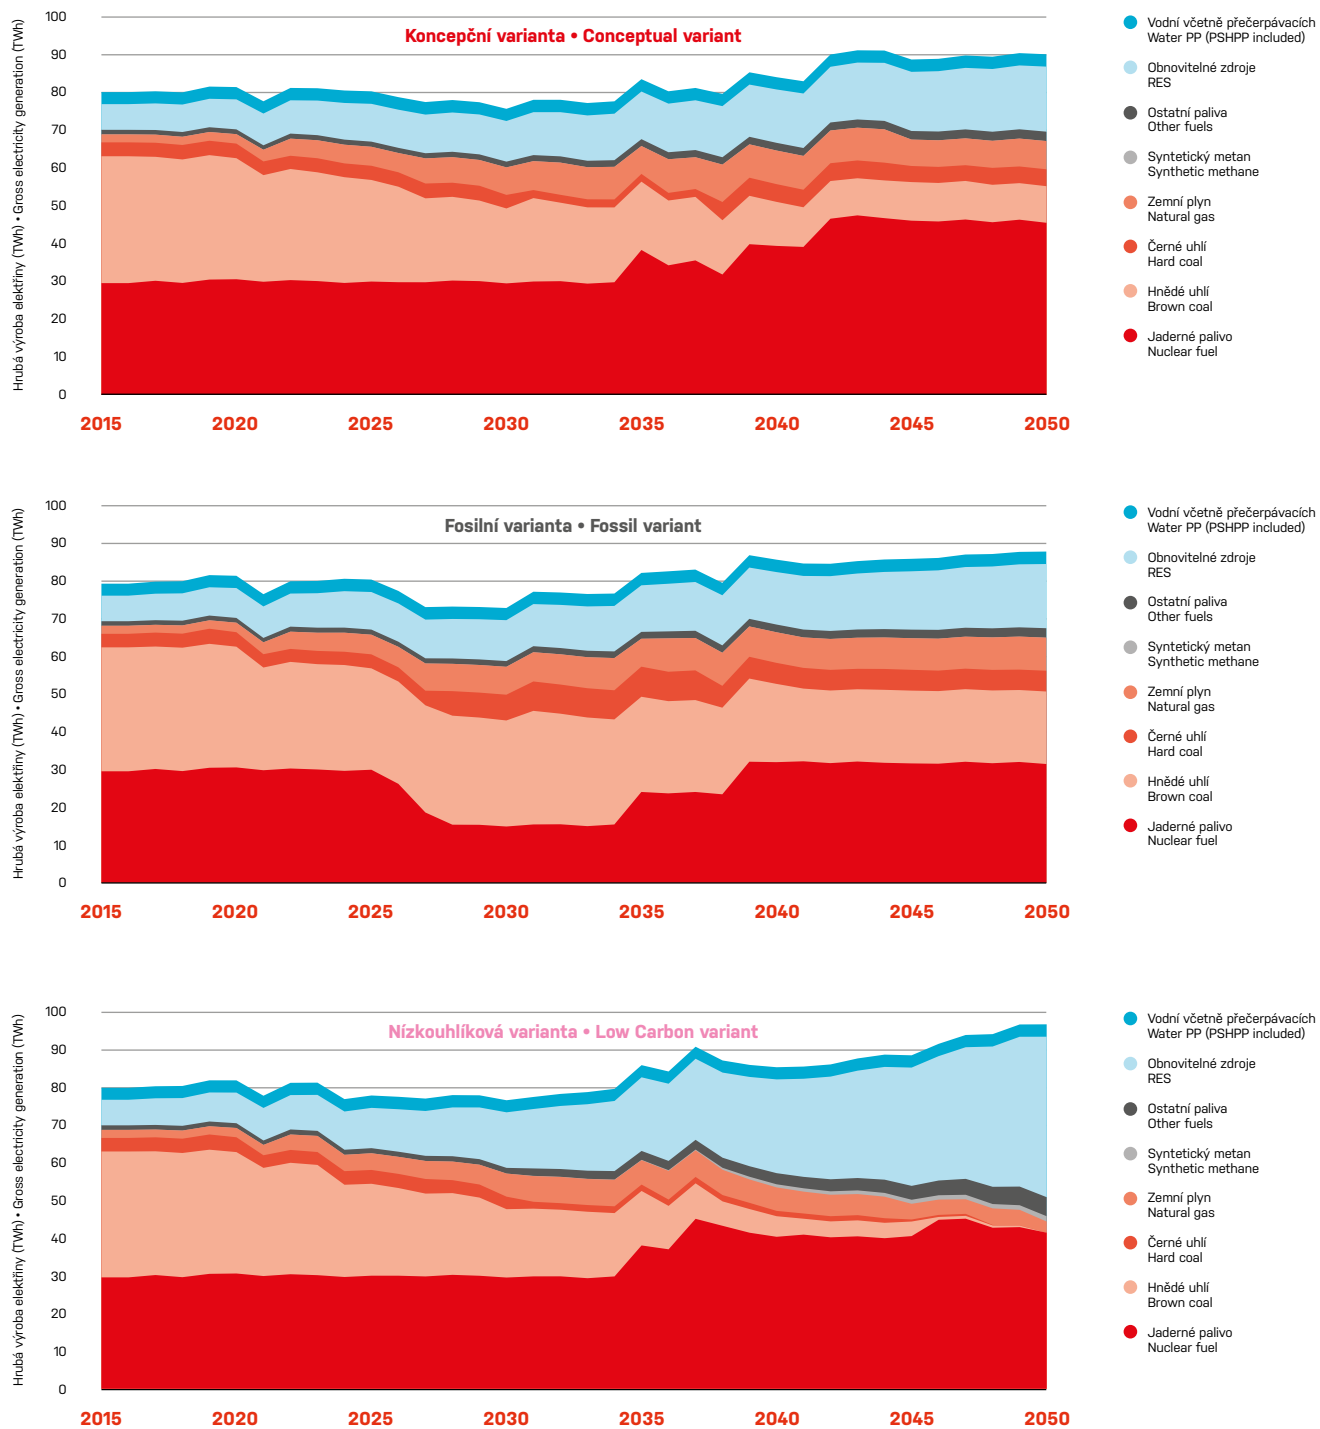 Koncepční varianta • Conceptual variant
Hrubá výroba elektřiny (TWh) • Gross electricity generation (TWh)
100
90
80
70
60
50
40
30
20
10
0
2015 2020 2025 2030 2035 2040 2045 2050
Vodní včetně přečerpávacích
Water PP (PSHPP included)
Obnovitelné zdroje
RES
Ostatní paliva
Other fuels
Syntetický metan
Synthetic methane
Zemní plyn
Natural gas
Černé uhlí
Hard coal
Hnědé uhlí
Brown coal
Jaderné palivo
Nuclear fuel
Fosilní varianta • Fossil variant
Hrubá výroba elektřiny (TWh) • Gross electricity generation (TWh)
100
90
80
70
60
50
40
30
20
10
0
2015 2020 2025 2030 2035 2040 2045 2050
Vodní včetně přečerpávacích
Water PP (PSHPP included)
Obnovitelné zdroje
RES
Ostatní paliva
Other fuels
Syntetický metan
Synthetic methane
Zemní plyn
Natural gas
Černé uhlí
Hard coal
Hnědé uhlí
Brown coal
Jaderné palivo
Nuclear fuel
Nízkouhlíková varianta • Low Carbon variant
Hrubá výroba elektřiny (TWh) • Gross electricity generation (TWh)
100
90
80
70
60
50
40
30
20
10
0
2015 2020 2025 2030 2035 2040 2045 2050
Vodní včetně přečerpávacích
Water PP (PSHPP included)
Obnovitelné zdroje
RES
Ostatní paliva
Other fuels
Syntetický metan
Synthetic methane
Zemní plyn
Natural gas
Černé uhlí
Hard coal
Hnědé uhlí
Brown coal
Jaderné palivo
Nuclear fuel